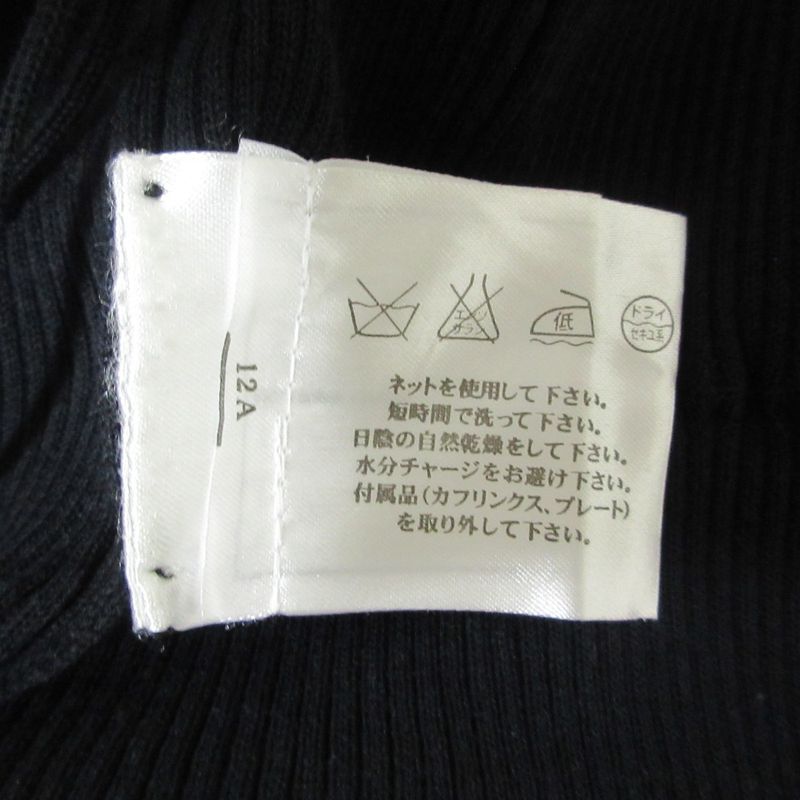 エンソ
サラシ
低
ドライ
セキユ系
12A
ネットを使用して下さい。
短時間で洗って下さい。
日陰の自然乾燥をして下さい。
水分チャージをお避け下さい。
付属品(カフリンクス、プレート)
を取り外して下さい。